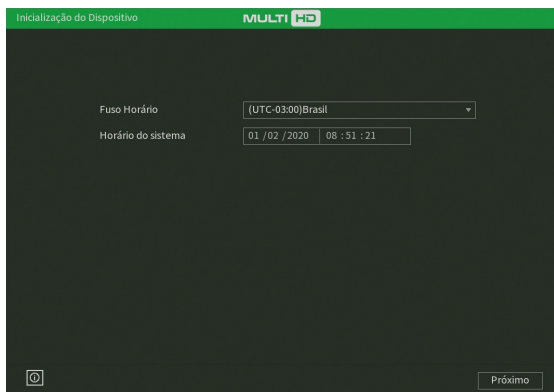 Inicialização do Dispositivo
MULTI HD
Fuso Horário (UTC-03:00)Brasil
Horário do sistema 01 /02 /2020 08 : 51 : 21
Próximo